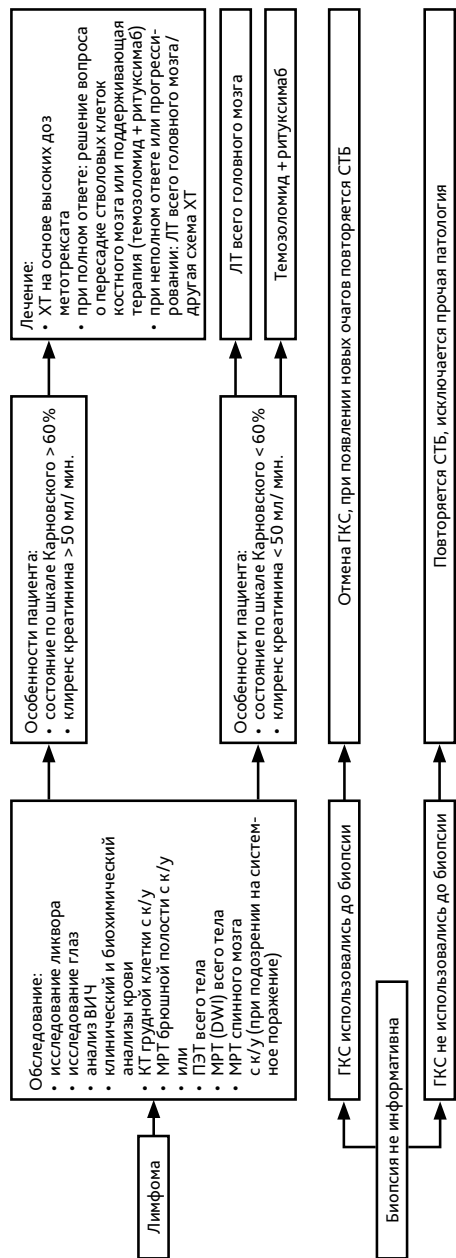 Лимфома
Обследование:
• исследование ликвора
• исследование глаз
анализ ВИЧ
• клинический и биохимический
анализы крови
• КТ грудной клетки с к/у
• МРТ брюшной полости с к/у
• или
• ПЭТ всего тела
• МРТ (DWI) всего тела
• МРТ спинного мозга
с к/у (при подозрении на систем-
ное поражение)
Особенности пациента:
• состояние по шкале Карновского > 60%
• клиренс креатинина > 50 мл/ мин.
Лечение:
• ХТ на основе высоких доз
метотрексата
• при полном ответе: решение вопроса
о пересадке стволовых клеток
костного мозга или поддерживающая
терапия (темозоломид + ритуксимаб)
• при неполном ответе или прогресси-
ровании: ЛТ всего головного мозга/
другая схема ХТ
Особенности пациента:
• состояние по шкале Карновского < 60%
• клиренс креатинина < 50 мл/ мин.
ЛТ всего головного мозга
Темозоломид + ритуксимаб
Биопсия не информативна
ГКС использовались до биопсии
Отмена ГКС, при появлении новых очагов повторяется СТБ
ГКС не использовались до биопсии
Повторяется СТБ, исключается прочая патология